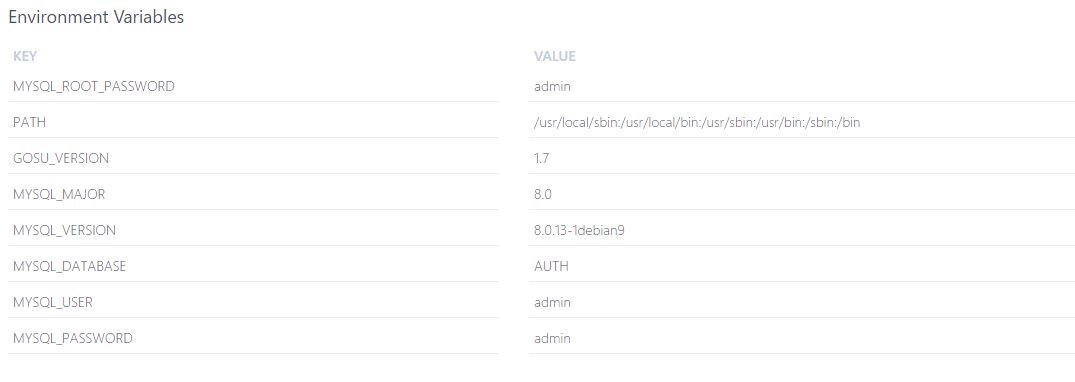 Environment Variables
KEY VALUE
MYSQL_ROOT_PASSWORD admin
PATH /usr/local/sbin:/usr/local/bin:/usr/sbin:/usr/bin:/sbin:/bin
GOSU_VERSION 1.7
MYSQL_MAJOR 8.0
MYSQL_VERSION 8.0.13-1debian9
MYSQL_DATABASE AUTH
MYSQL_USER admin
MYSQL_PASSWORD admin